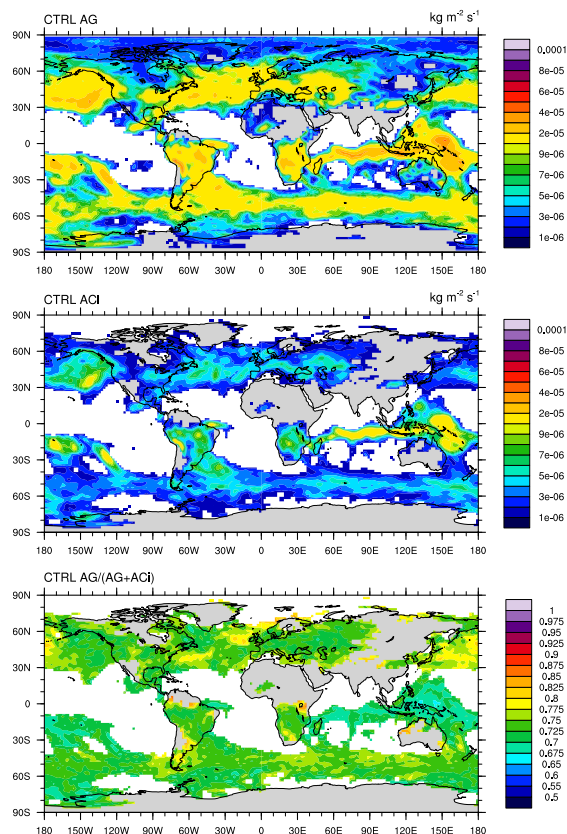 CTRL AG kg m⁻² s⁻¹
90N
60N
30N
0
30S
60S
90S
180 150W 120W 90W 60W 30W 0 30E 60E 90E 120E 150E 180
0.0001
8e-05
6e-05
4e-05
2e-05
9e-06
7e-06
5e-06
3e-06
1e-06
CTRL ACI kg m⁻² s⁻¹
90N
60N
30N
0
30S
60S
90S
180 150W 120W 90W 60W 30W 0 30E 60E 90E 120E 150E 180
0.0001
8e-05
6e-05
4e-05
2e-05
9e-06
7e-06
5e-06
3e-06
1e-06
CTRL AG/(AG+ACi)
90N
60N
30N
0
30S
60S
90S
180 150W 120W 90W 60W 30W 0 30E 60E 90E 120E 150E 180
1
0.975
0.95
0.925
0.9
0.875
0.85
0.825
0.8
0.775
0.75
0.725
0.7
0.675
0.65
0.6
0.55
0.5